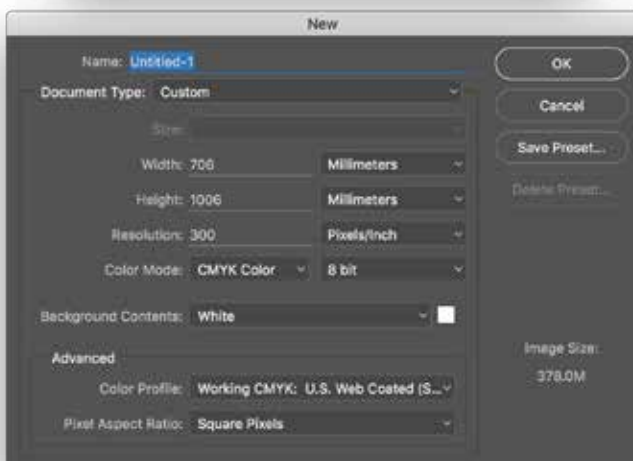 New
Name: Untitled-1
OK
Document Type: Custom
Cancel
Size:
Save Preset...
Width: 706 Millimeters
Delete Preset...
Height: 1006 Millimeters
Resolution: 300 Pixels/Inch
Color Mode: CMYK Color 8 bit
Background Contents: White
Image Size:
378.0M
Advanced
Color Profile: Working CMYK: U.S. Web Coated (S...
Pixel Aspect Ratio: Square Pixels